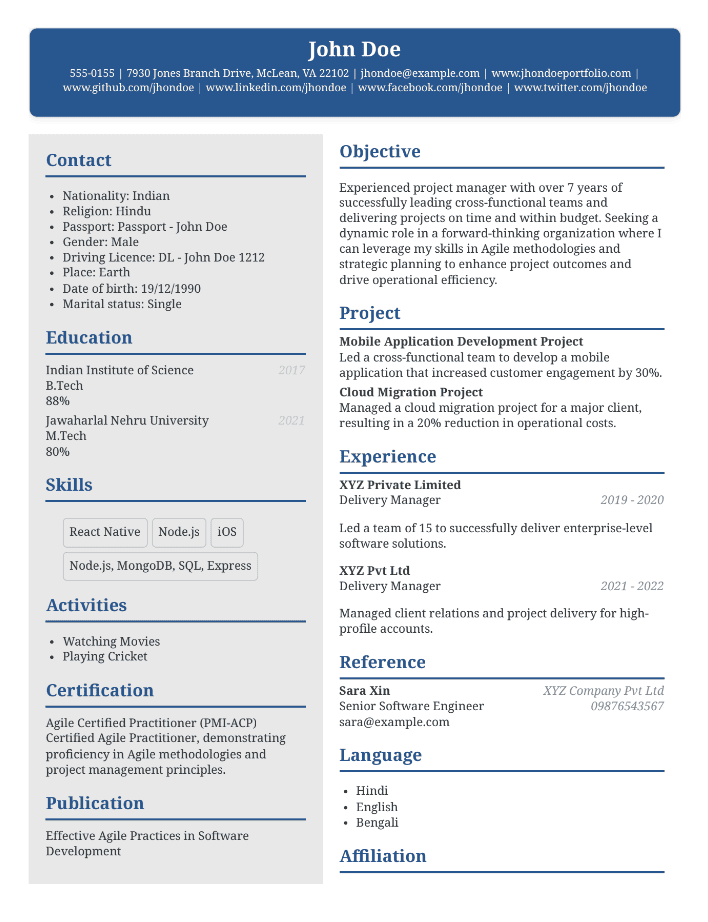 John Doe
555-0155 | 7930 Jones Branch Drive, McLean, VA 22102 | jhondoe@example.com | www.jhondoeportfolio.com |
www.github.com/jhondoe | www.linkedin.com/jhondoe | www.facebook.com/jhondoe | www.twitter.com/jhondoe
Contact
• Nationality: Indian
• Religion: Hindu
• Passport: Passport - John Doe
• Gender: Male
• Driving Licence: DL - John Doe 1212
• Place: Earth
• Date of birth: 19/12/1990
• Marital status: Single
Education
Indian Institute of Science 2017
B.Tech
88%
Jawaharlal Nehru University 2021
M.Tech
80%
Skills
React Native Node.js iOS
Node.js, MongoDB, SQL, Express
Activities
• Watching Movies
• Playing Cricket
Certification
Agile Certified Practitioner (PMI-ACP)
Certified Agile Practitioner, demonstrating
proficiency in Agile methodologies and
project management principles.
Publication
Effective Agile Practices in Software
Development
Objective
Experienced project manager with over 7 years of
successfully leading cross-functional teams and
delivering projects on time and within budget. Seeking a
dynamic role in a forward-thinking organization where I
can leverage my skills in Agile methodologies and
strategic planning to enhance project outcomes and
drive operational efficiency.
Project
Mobile Application Development Project
Led a cross-functional team to develop a mobile
application that increased customer engagement by 30%.
Cloud Migration Project
Managed a cloud migration project for a major client,
resulting in a 20% reduction in operational costs.
Experience
XYZ Private Limited
Delivery Manager 2019 - 2020
Led a team of 15 to successfully deliver enterprise-level
software solutions.
XYZ Pvt Ltd
Delivery Manager 2021 - 2022
Managed client relations and project delivery for high-
profile accounts.
Reference
Sara Xin XYZ Company Pvt Ltd
Senior Software Engineer 09876543567
sara@example.com
Language
• Hindi
• English
• Bengali
Affiliation